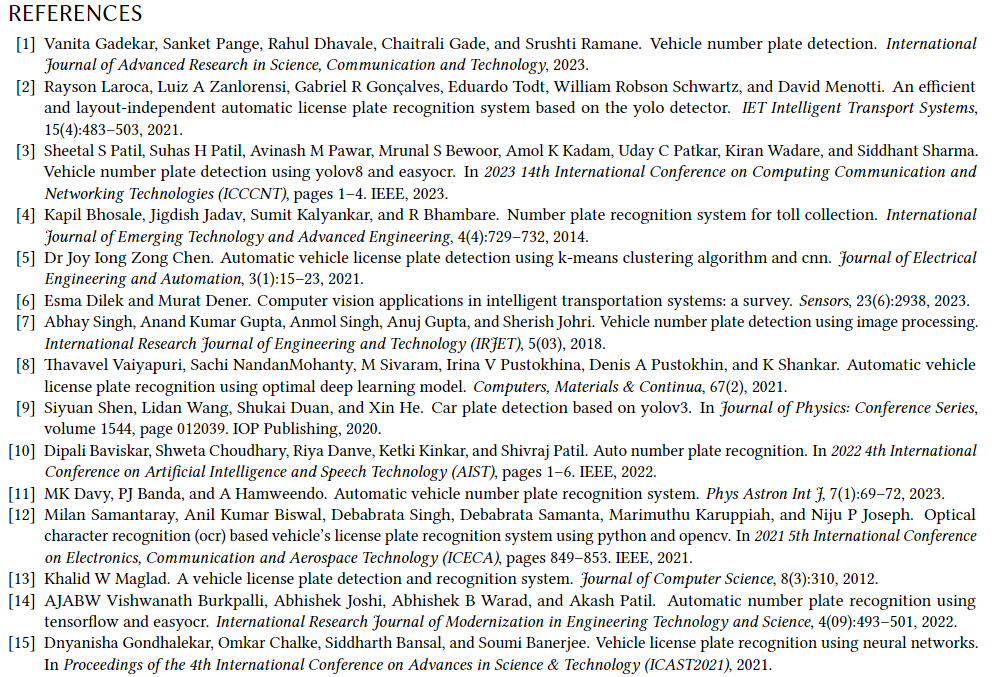 REFERENCES
[1] Vanita Gadekar, Sanket Pange, Rahul Dhavale, Chaitrali Gade, and Srushti Ramane. Vehicle number plate detection. International
Journal of Advanced Research in Science, Communication and Technology, 2023.
[2] Rayson Laroca, Luiz A Zanlorensi, Gabriel R Gonçalves, Eduardo Todt, William Robson Schwartz, and David Menotti. An efficient
and layout-independent automatic license plate recognition system based on the yolo detector. IET Intelligent Transport Systems,
15(4):483–503, 2021.
[3] Sheetal S Patil, Suhas H Patil, Avinash M Pawar, Mrunal S Bewoor, Amol K Kadam, Uday C Patkar, Kiran Wadare, and Siddhant Sharma.
Vehicle number plate detection using yolov8 and easyocr. In 2023 14th International Conference on Computing Communication and
Networking Technologies (ICCCNT), pages 1–4. IEEE, 2023.
[4] Kapil Bhosale, Jigdish Jadav, Sumit Kalyankar, and R Bhambare. Number plate recognition system for toll collection. International
Journal of Emerging Technology and Advanced Engineering, 4(4):729–732, 2014.
[5] Dr Joy Iong Zong Chen. Automatic vehicle license plate detection using k-means clustering algorithm and cnn. Journal of Electrical
Engineering and Automation, 3(1):15–23, 2021.
[6] Esma Dilek and Murat Dener. Computer vision applications in intelligent transportation systems: a survey. Sensors, 23(6):2938, 2023.
[7] Abhay Singh, Anand Kumar Gupta, Anmol Singh, Anuj Gupta, and Sherish Johri. Vehicle number plate detection using image processing.
International Research Journal of Engineering and Technology (IRJET), 5(03), 2018.
[8] Thavavel Vaiyapuri, Sachi NandanMohanty, M Sivaram, Irina V Pustokhina, Denis A Pustokhin, and K Shankar. Automatic vehicle
license plate recognition using optimal deep learning model. Computers, Materials & Continua, 67(2), 2021.
[9] Siyuan Shen, Lidan Wang, Shukai Duan, and Xin He. Car plate detection based on yolov3. In Journal of Physics: Conference Series,
volume 1544, page 012039. IOP Publishing, 2020.
[10] Dipali Baviskar, Shweta Choudhary, Riya Danve, Ketki Kinkar, and Shivraj Patil. Auto number plate recognition. In 2022 4th International
Conference on Artificial Intelligence and Speech Technology (AIST), pages 1–6. IEEE, 2022.
[11] MK Davy, PJ Banda, and A Hamweendo. Automatic vehicle number plate recognition system. Phys Astron Int J, 7(1):69–72, 2023.
[12] Milan Samantaray, Anil Kumar Biswal, Debabrata Singh, Debabrata Samanta, Marimuthu Karuppiah, and Niju P Joseph. Optical
character recognition (ocr) based vehicle's license plate recognition system using python and opencv. In 2021 5th International Conference
on Electronics, Communication and Aerospace Technology (ICECA), pages 849–853. IEEE, 2021.
[13] Khalid W Maglad. A vehicle license plate detection and recognition system. Journal of Computer Science, 8(3):310, 2012.
[14] AJABW Vishwanath Burkpalli, Abhishek Joshi, Abhishek B Warad, and Akash Patil. Automatic number plate recognition using
tensorflow and easyocr. International Research Journal of Modernization in Engineering Technology and Science, 4(09):493–501, 2022.
[15] Dnyanisha Gondhalekar, Omkar Chalke, Siddharth Bansal, and Soumi Banerjee. Vehicle license plate recognition using neural networks.
In Proceedings of the 4th International Conference on Advances in Science & Technology (ICAST2021), 2021.